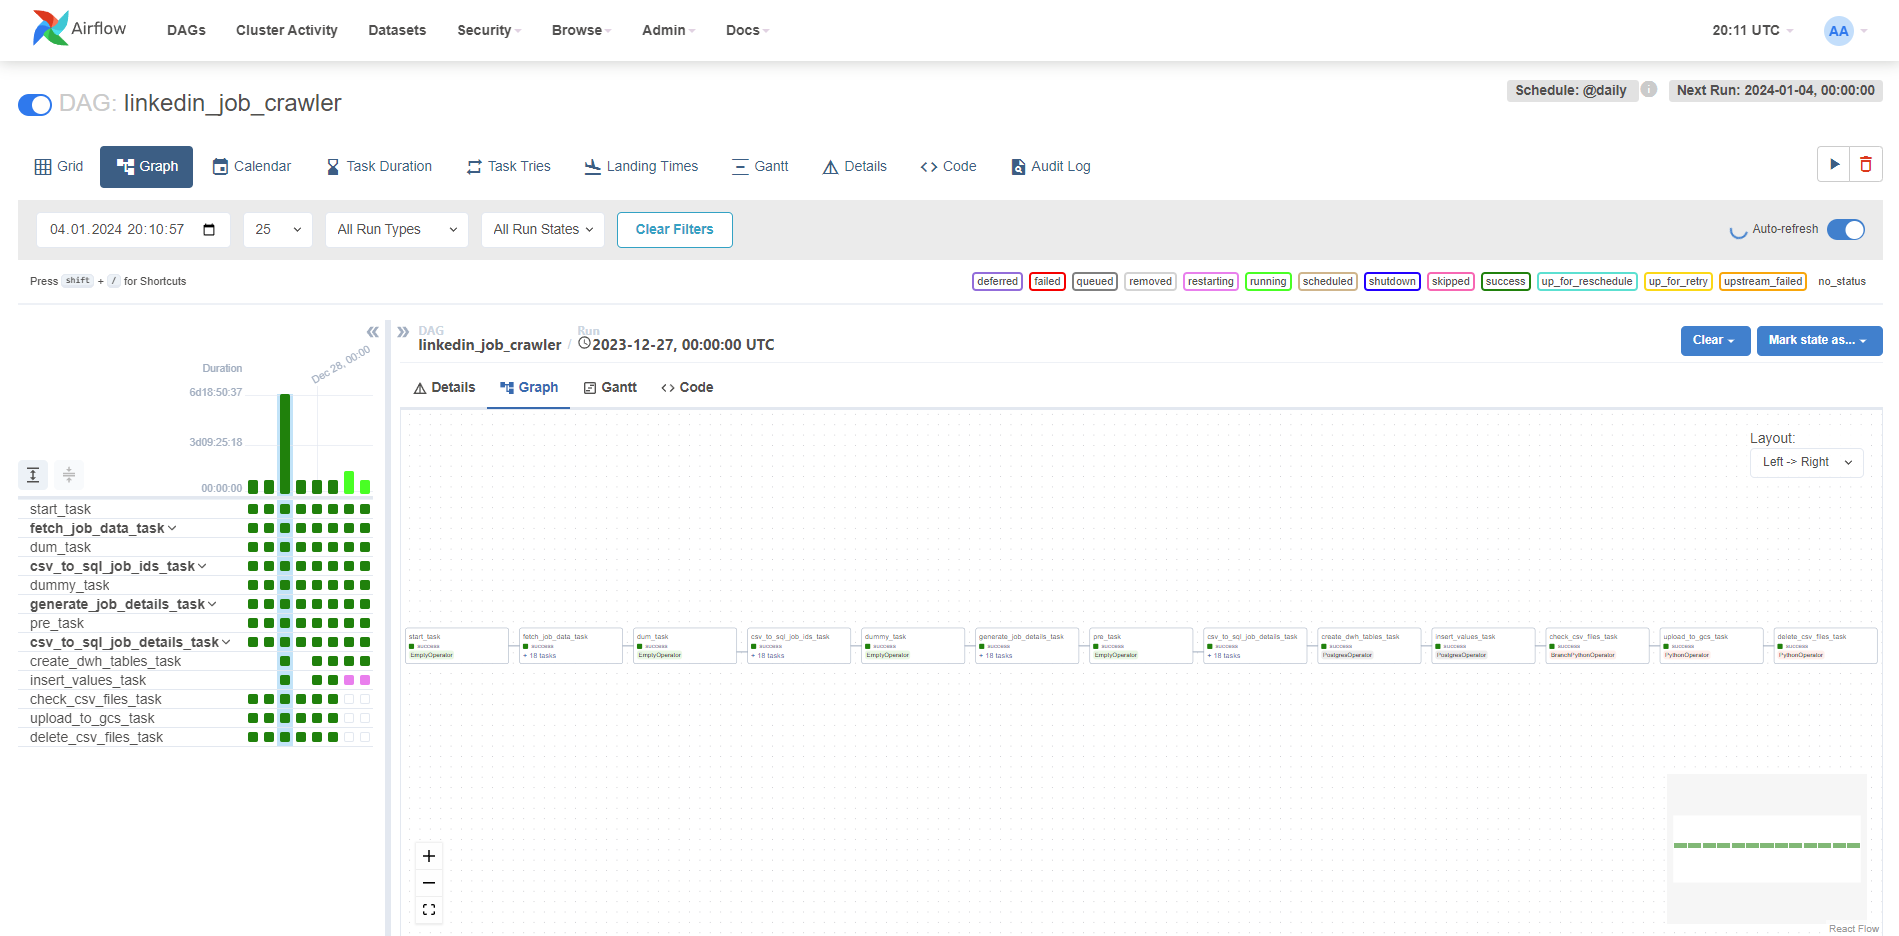 Airflow DAGs Cluster Activity Datasets Security Browse Admin Docs 20:11 UTC AA
DAG: linkedin_job_crawler Schedule: @daily i Next Run: 2024-01-04, 00:00:00
Grid Graph Calendar Task Duration Task Tries Landing Times Gantt Details Code Audit Log
04.01.2024 20:10:57 25 All Run Types All Run States Clear Filters Auto-refresh
Press shift + / for Shortcuts deferred failed queued removed restarting running scheduled shutdown skipped success up_for_reschedule up_for_retry upstream_failed no_status
Duration
Dec 28, 00:00
6d18:50:37
3d09:25:18
00:00:00
start_task
fetch_job_data_task
dum_task
csv_to_sql_job_ids_task
dummy_task
generate_job_details_task
pre_task
csv_to_sql_job_details_task
create_dwh_tables_task
insert_values_task
check_csv_files_task
upload_to_gcs_task
delete_csv_files_task
DAG Run
linkedin_job_crawler / 2023-12-27, 00:00:00 UTC Clear Mark state as...
Details Graph Gantt Code
Layout:
Left -> Right
start_task fetch_job_data_task dum_task csv_to_sql_job_ids_task dummy_task generate_job_details_task pre_task csv_to_sql_job_details_task create_dwh_tables_task insert_values_task check_csv_files_task upload_to_gcs_task delete_csv_files_task
success success success success success success success success success success success success success
EmptyOperator + 18 tasks EmptyOperator + 18 tasks EmptyOperator + 18 tasks EmptyOperator + 18 tasks PostgresOperator PostgresOperator BranchPythonOperator PythonOperator PythonOperator
React Flow